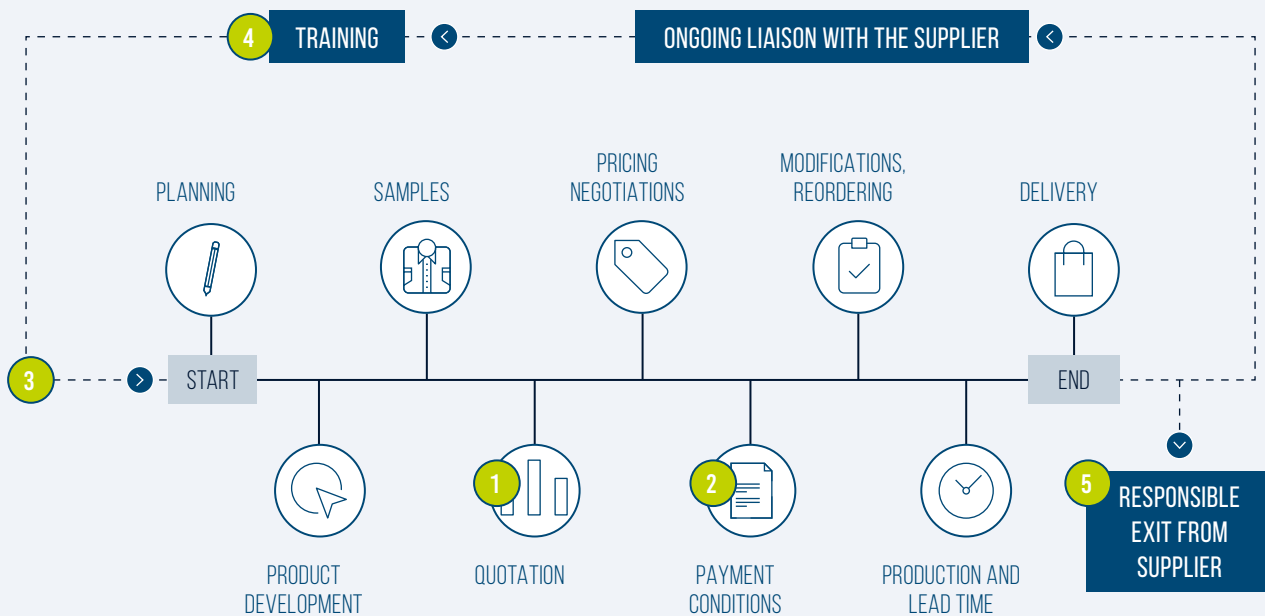 4
TRAINING
ONGOING LIAISON WITH THE SUPPLIER
PLANNING
SAMPLES
PRICING
NEGOTIATIONS
MODIFICATIONS,
REORDERING
DELIVERY
3
START
END
1
2
5
RESPONSIBLE
EXIT FROM
SUPPLIER
PRODUCT
DEVELOPMENT
QUOTATION
PAYMENT
CONDITIONS
PRODUCTION AND
LEAD TIME